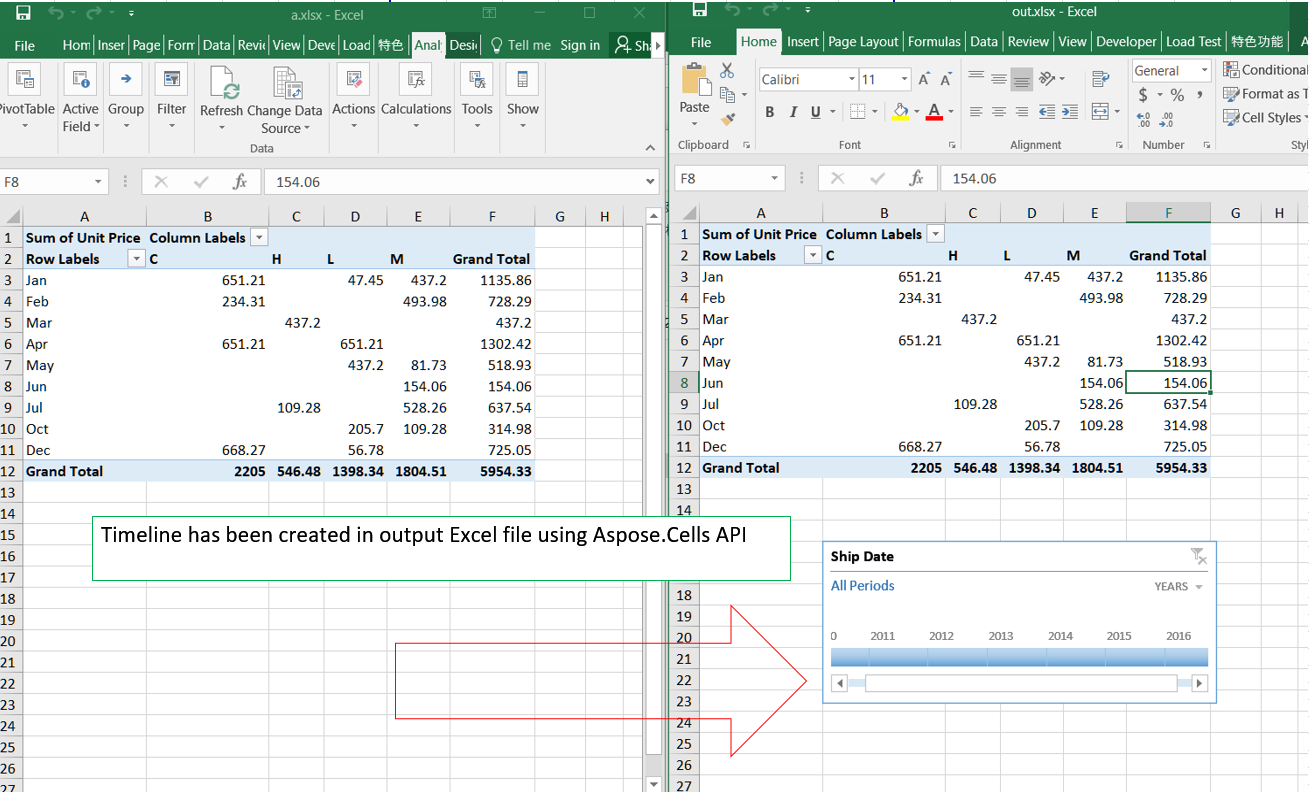 a.xlsx - Excel
File Hom Inser Page Forn Data Revie View Deve Load 特色 Anal Desig Tell me Sign in Sha
PivotTable Active Field Group Filter Refresh Change Data Source Actions Calculations Tools Show
Data
F8 fx 154.06
A B C D E F G H
1 Sum of Unit Price Column Labels
2 Row Labels C H L M Grand Total
3 Jan 651.21 47.45 437.2 1135.86
4 Feb 234.31 493.98 728.29
5 Mar 437.2 437.2
6 Apr 651.21 651.21 1302.42
7 May 437.2 81.73 518.93
8 Jun 154.06 154.06
9 Jul 109.28 528.26 637.54
10 Oct 205.7 109.28 314.98
11 Dec 668.27 56.78 725.05
12 Grand Total 2205 546.48 1398.34 1804.51 5954.33
13
14
15
16
17
18
19
20
21
22
23
24
25
26
27
Timeline has been created in output Excel file using Aspose.Cells API
out.xlsx - Excel
File Home Insert Page Layout Formulas Data Review View Developer Load Test 特色功能 A
Paste Calibri 11 A A General Conditional
B I U A $ % , Format as T
.00 .0 Cell Styles
Clipboard Font Alignment Number Styl
F8 fx 154.06
A B C D E F G H
1 Sum of Unit Price Column Labels
2 Row Labels C H L M Grand Total
3 Jan 651.21 47.45 437.2 1135.86
4 Feb 234.31 493.98 728.29
5 Mar 437.2 437.2
6 Apr 651.21 651.21 1302.42
7 May 437.2 81.73 518.93
8 Jun 154.06 154.06
9 Jul 109.28 528.26 637.54
10 Oct 205.7 109.28 314.98
11 Dec 668.27 56.78 725.05
12 Grand Total 2205 546.48 1398.34 1804.51 5954.33
13
14
18
19
20
21
22
23
24
25
26
27
Ship Date
All Periods YEARS
0 2011 2012 2013 2014 2015 2016